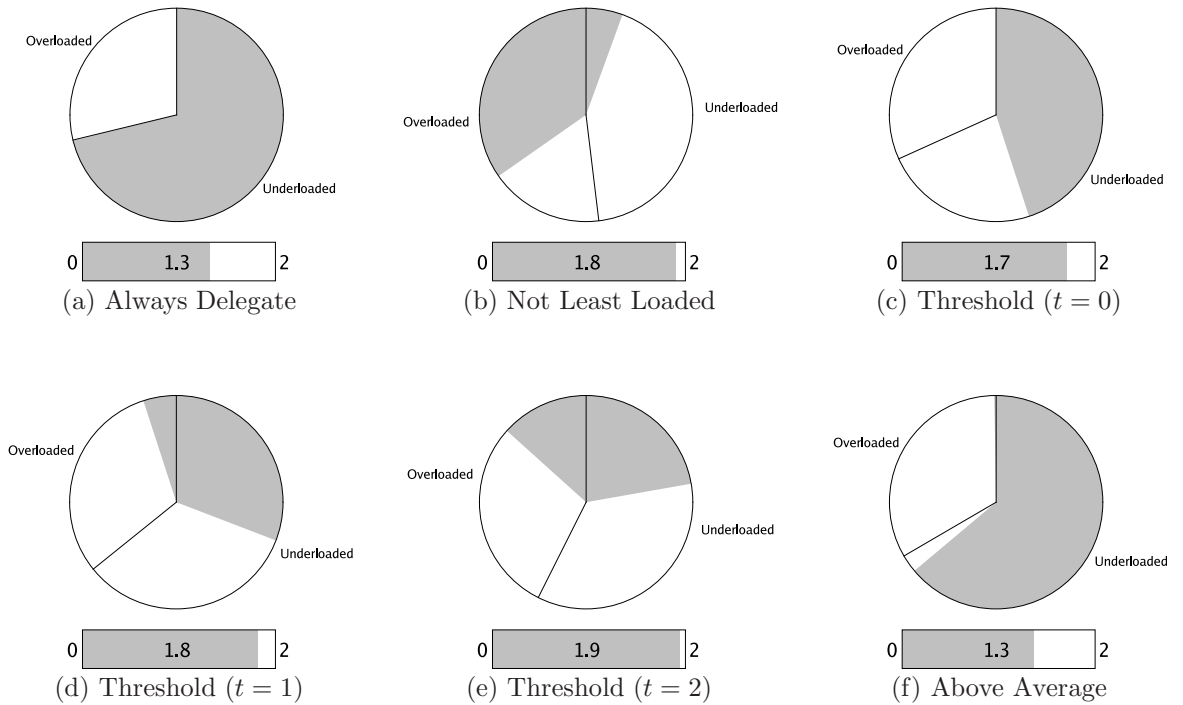 Overloaded
Underloaded
0 1.3 2
(a) Always Delegate
Overloaded
Underloaded
0 1.8 2
(b) Not Least Loaded
Overloaded
Underloaded
0 1.7 2
(c) Threshold (t = 0)
Overloaded
Underloaded
0 1.8 2
(d) Threshold (t = 1)
Overloaded
Underloaded
0 1.9 2
(e) Threshold (t = 2)
Overloaded
Underloaded
0 1.3 2
(f) Above Average